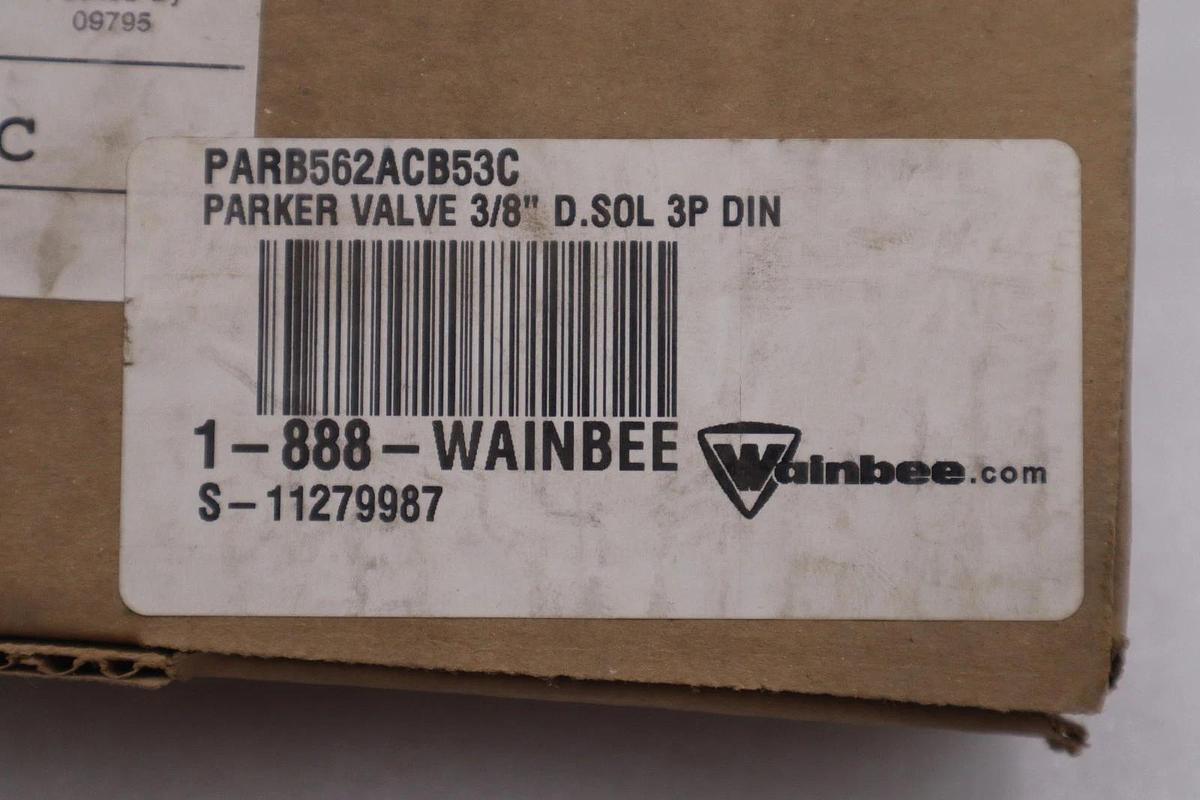 09795
C
PARB562ACB53C
PARKER VALVE 3/8" D.SOL 3P DIN
1-888-WAINBEE
Wainbee.com
S-11279987